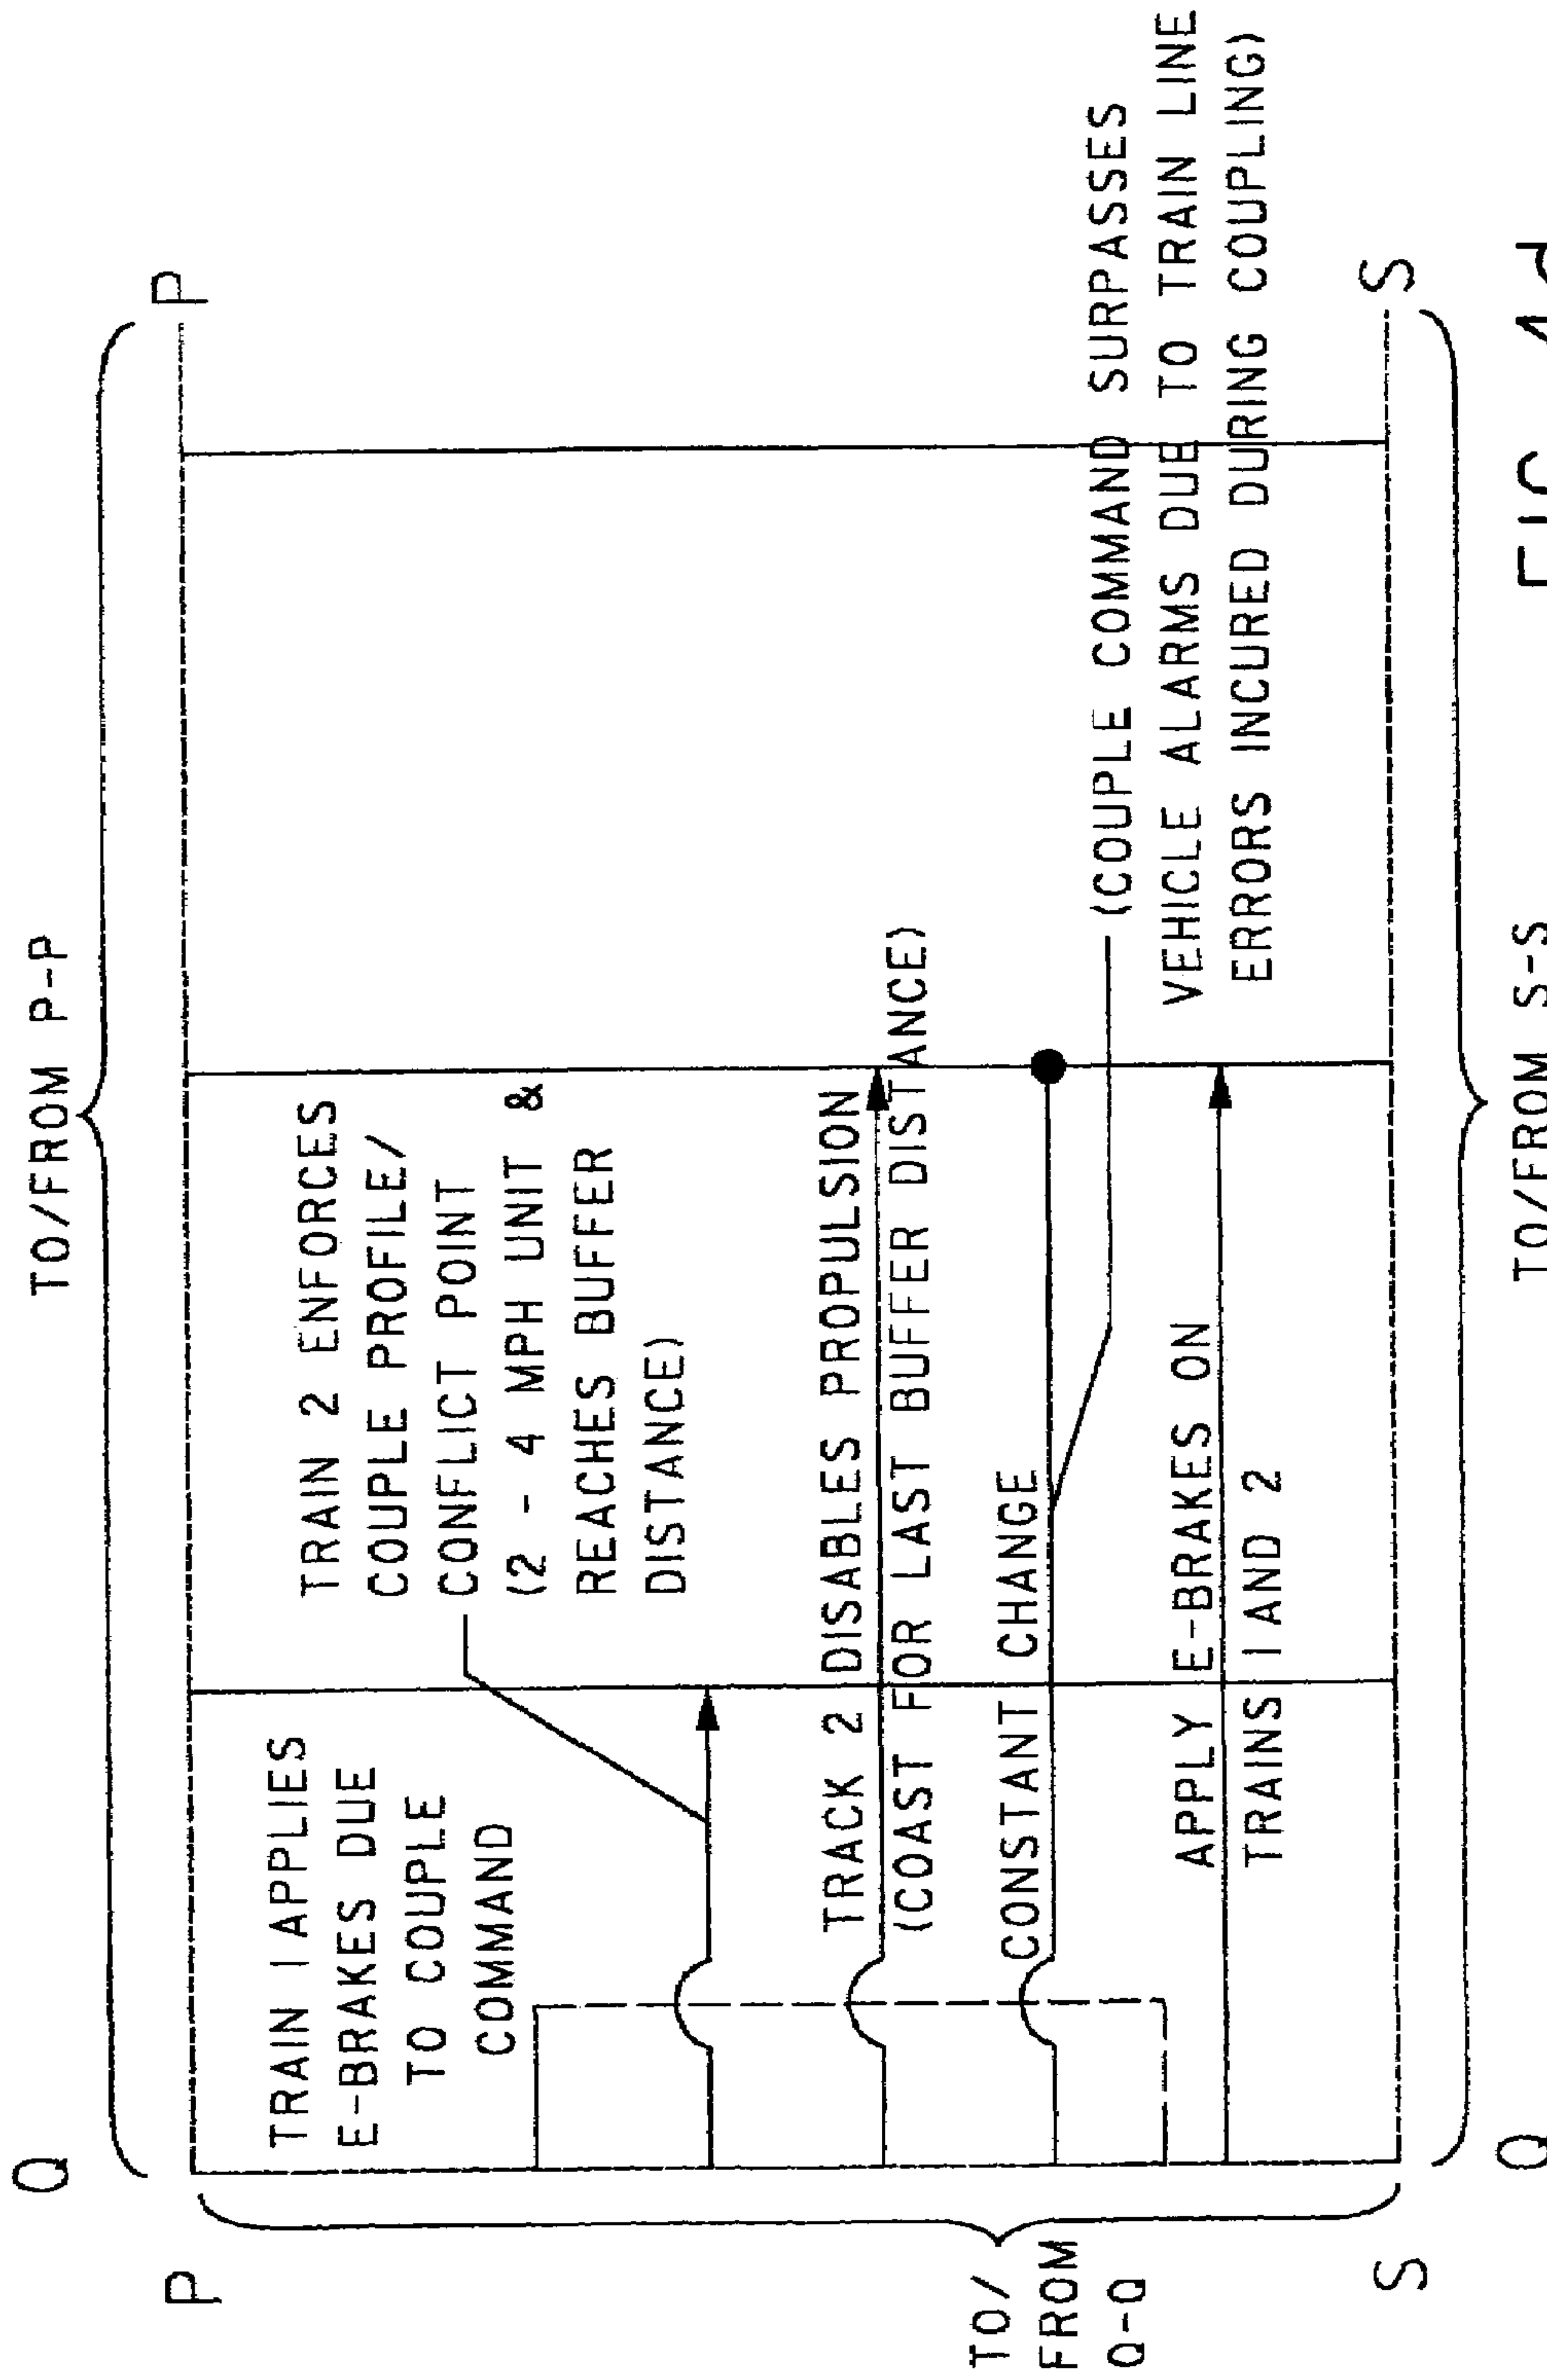 Q
TO/FROM P-P
P
P
TRAIN 1 APPLIES
E-BRAKES DUE
TO COUPLE
COMMAND
TRAIN 2 ENFORCES
COUPLE PROFILE/
CONFLICT POINT
(2 - 4 MPH UNIT &
REACHES BUFFER
DISTANCE)
TRACK 2 DISABLES PROPULSION
(COAST FOR LAST BUFFER DISTANCE)
CONSTANT CHANGE
(COUPLE COMMAND SURPASSES
VEHICLE ALARMS DUE TO TRAIN LINE
ERRORS INCURED DURING COUPLING)
APPLY E-BRAKES ON
TRAINS 1 AND 2
TO/
FROM
Q-Q
S
S
Q
TO/FROM S-S